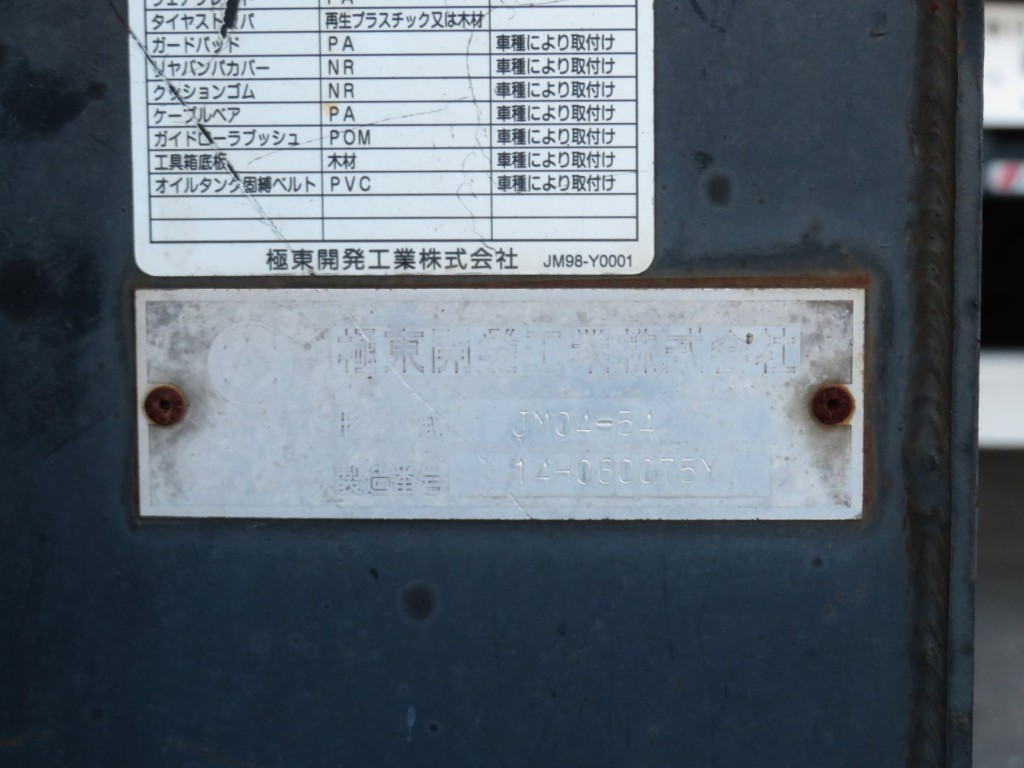 タイヤストッパ 再生プラスチック又は木材
ガードパッド PA 車種により取付け
リヤバンパカバー NR 車種により取付け
クッションゴム NR 車種により取付け
ケーブルベア PA 車種により取付け
ガイドローラブッシュ POM 車種により取付け
工具箱底板 木材 車種により取付け
オイルタンク固縛ベルト PVC 車種により取付け
極東開発工業株式会社 JM98-Y0001
極東開発工業株式会社
型式 JM04-54
製造番号 14-060075Y